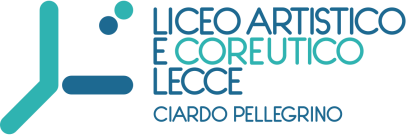 LICEO ARTISTICO
E COREUTICO
LECCE
CIARDO PELLEGRINO